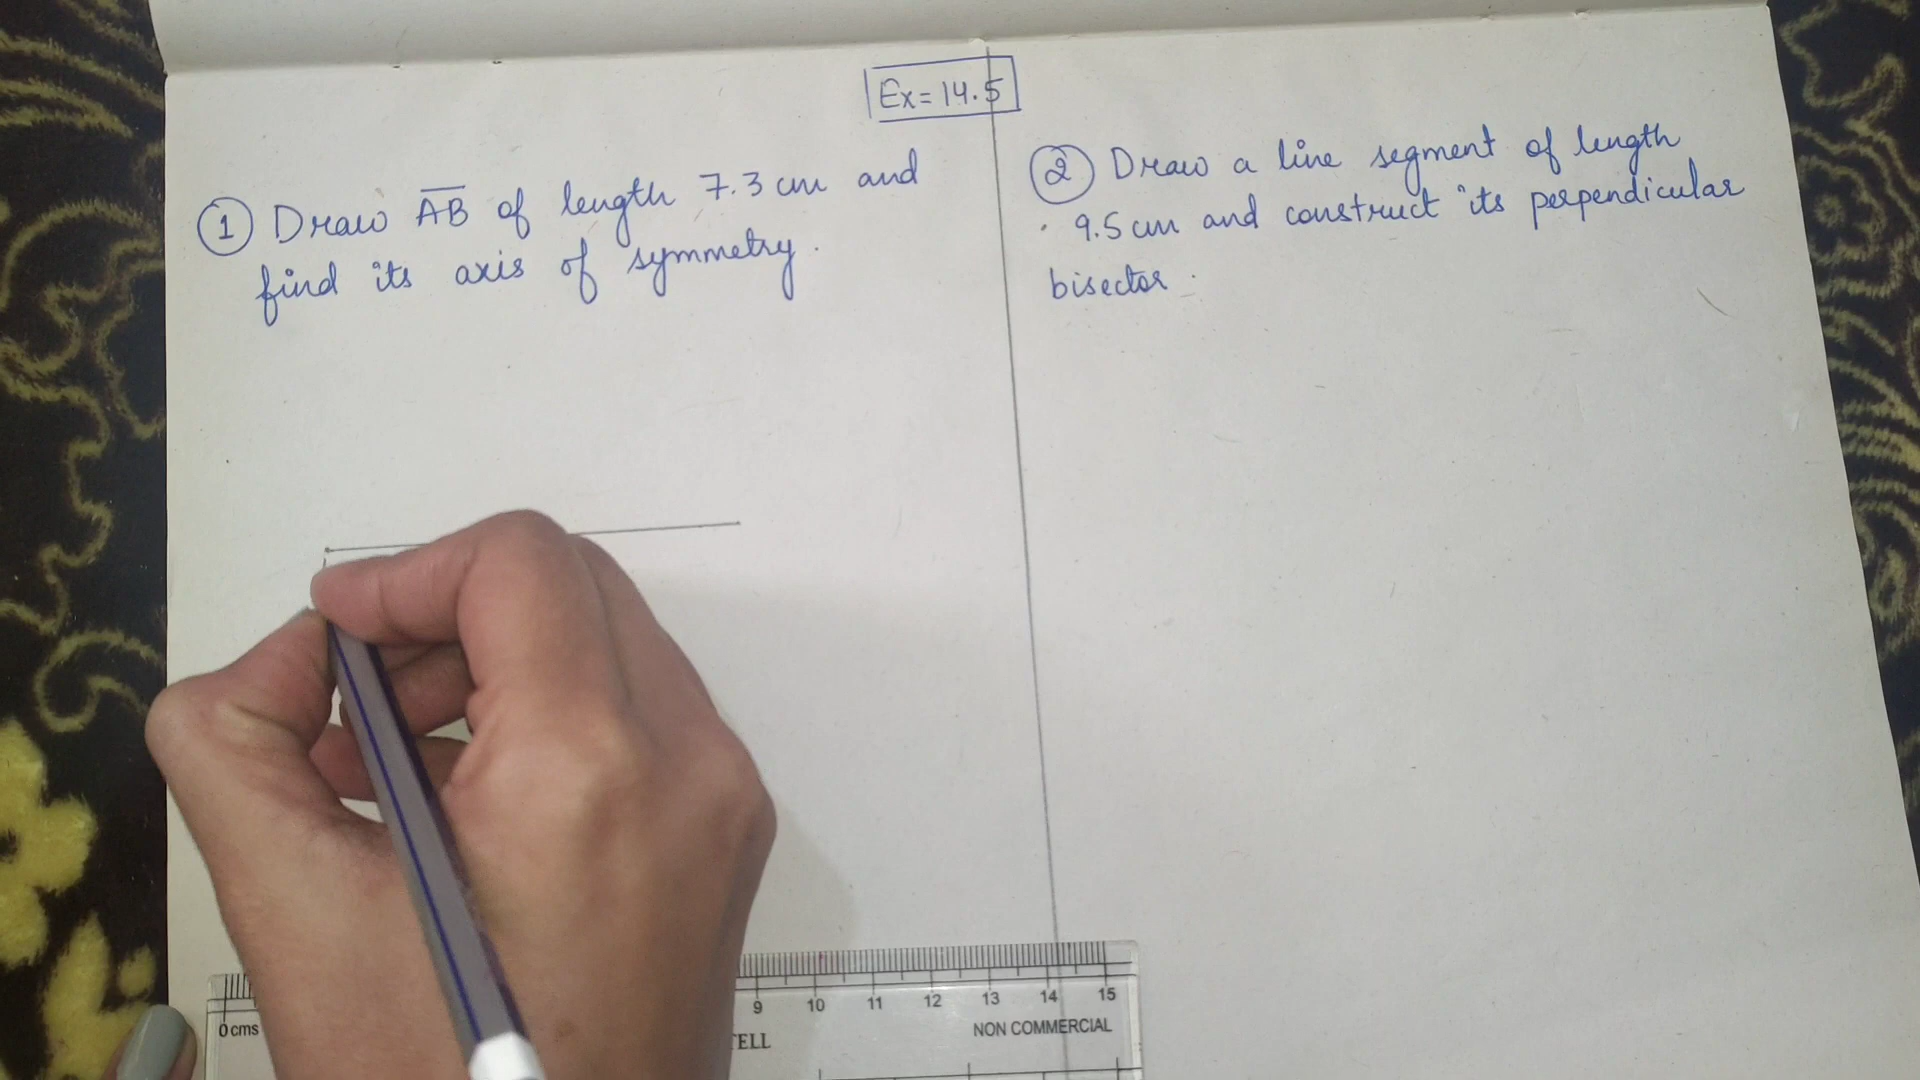 Ex = 14.5
① Draw A̅B̅ of length 7.3 cm and
find its axis of symmetry.
② Draw a line segment of length
9.5 cm and construct its perpendicular
bisector.
9 10 11 12 13 14 15
0 cms
NON COMMERCIAL